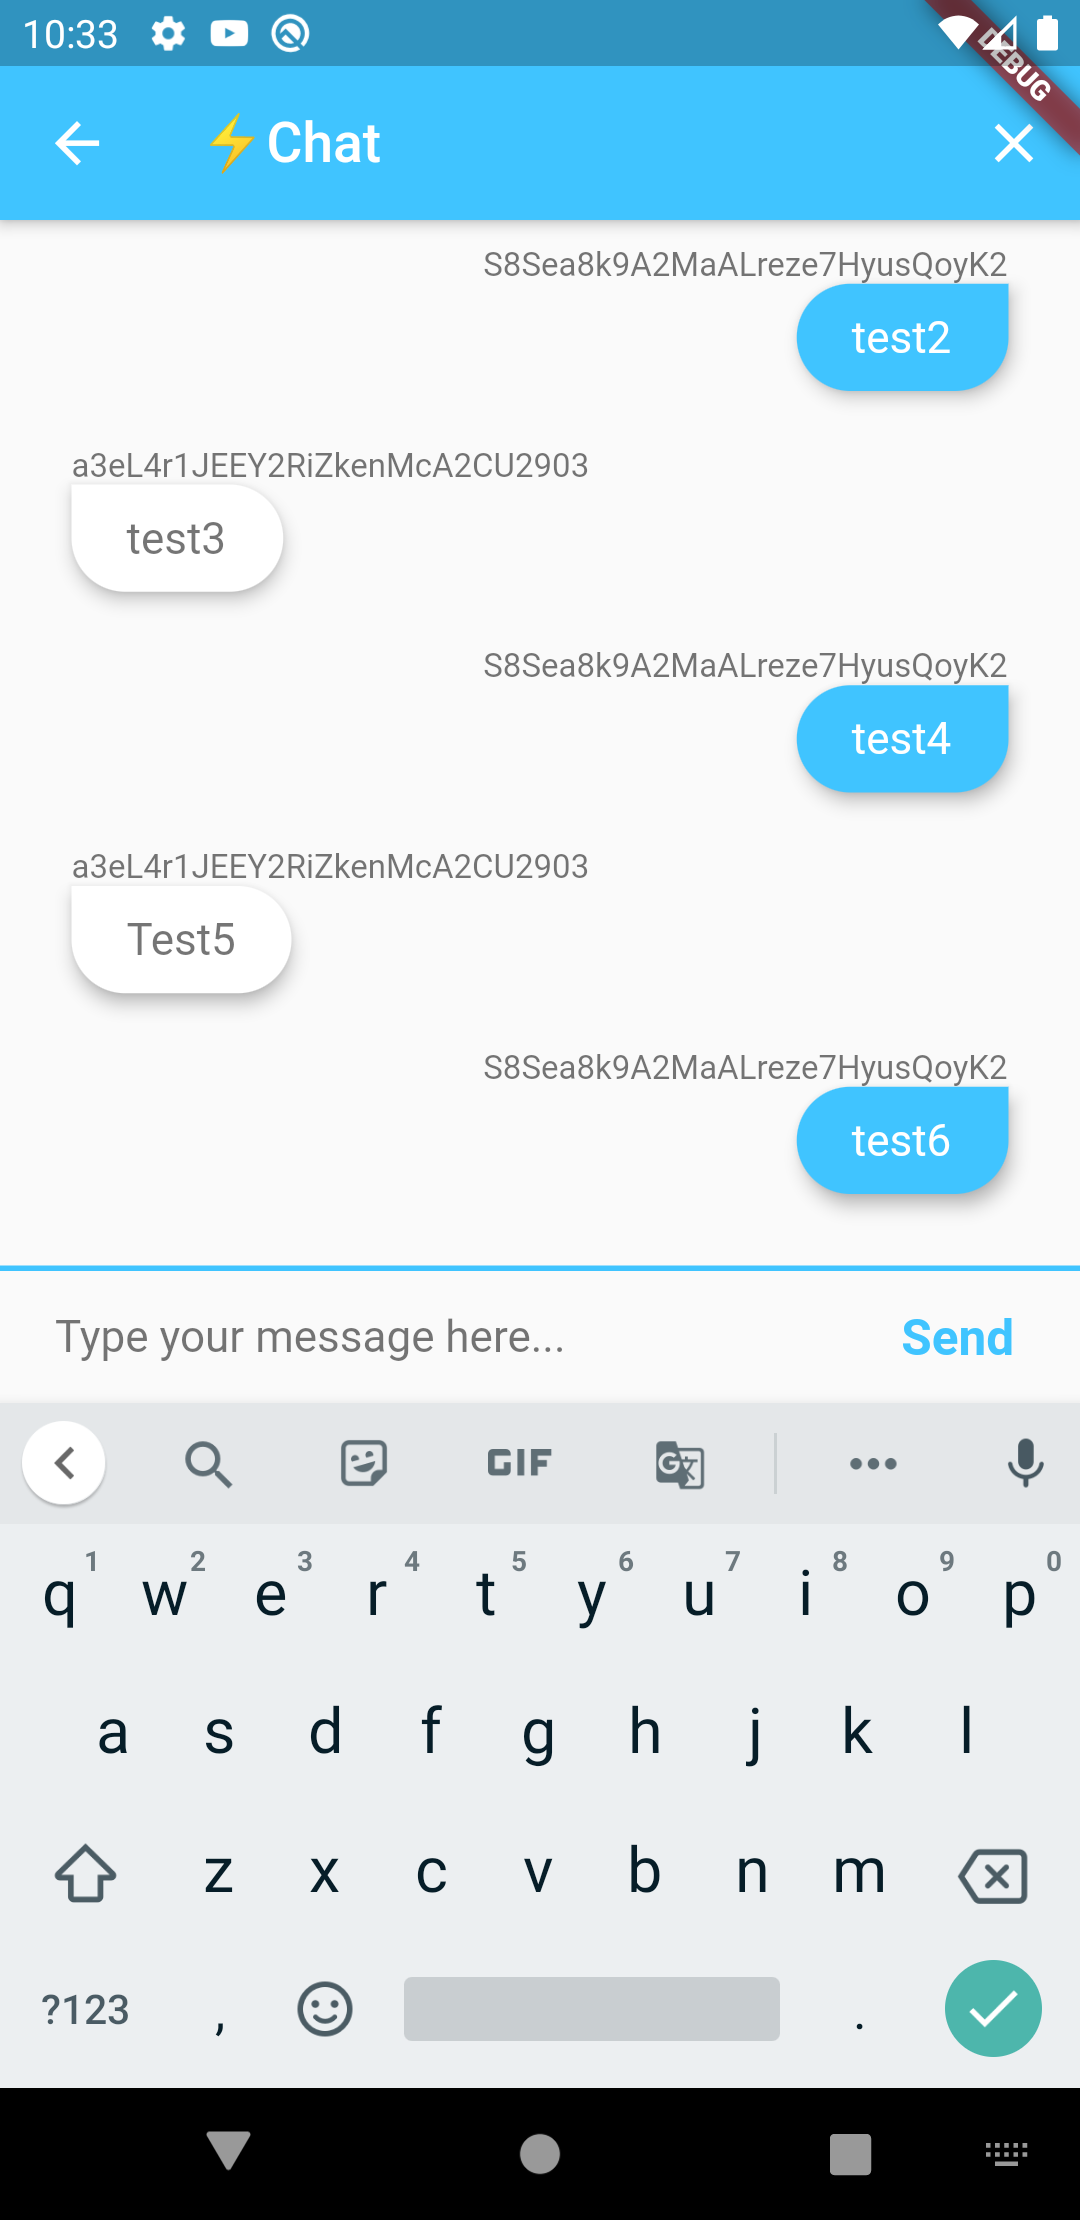 10:33
DEBUG
⚡Chat
S8Sea8k9A2MaALreze7HyusQoyK2
test2
a3eL4r1JEEY2RiZkenMcA2CU2903
test3
S8Sea8k9A2MaALreze7HyusQoyK2
test4
a3eL4r1JEEY2RiZkenMcA2CU2903
Test5
S8Sea8k9A2MaALreze7HyusQoyK2
test6
Type your message here... Send
GIF G
1 2 3 4 5 6 7 8 9 0
q w e r t y u i o p
a s d f g h j k l
z x c v b n m
?123 , .